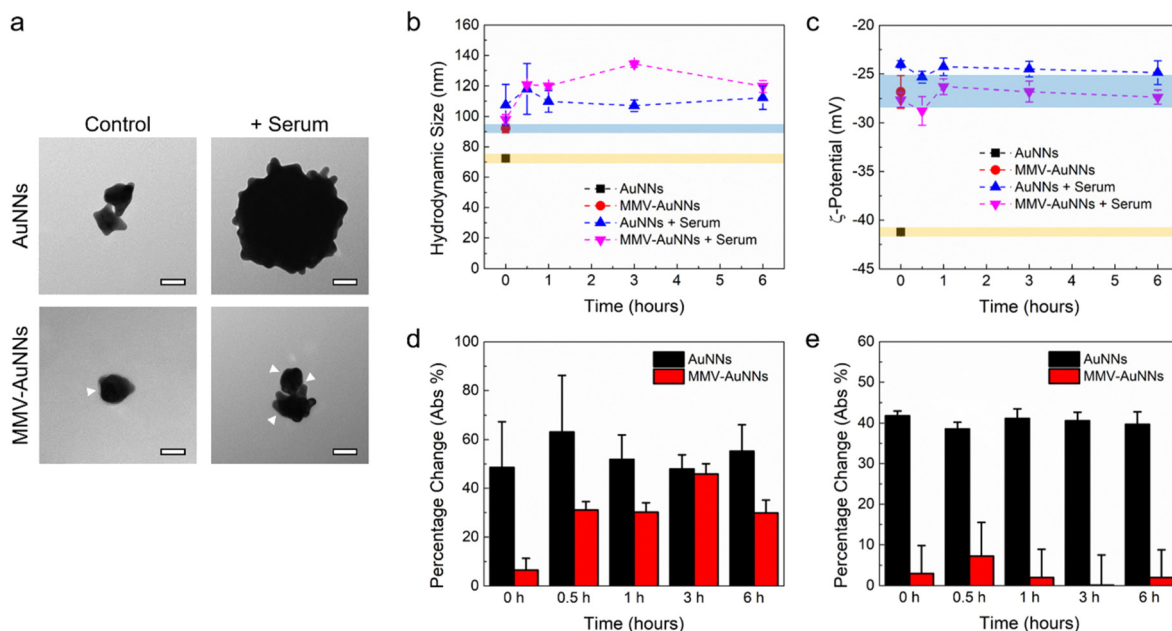 a
Control
+ Serum
AuNNs
MMV-AuNNs
b
160
140
120
100
80
60
40
20
0
Hydrodynamic Size (nm)
AuNNs
MMV-AuNNs
AuNNs + Serum
MMV-AuNNs + Serum
0 1 2 3 4 5 6
Time (hours)
c
-20
-25
-30
-35
-40
-45
ζ-Potential (mV)
AuNNs
MMV-AuNNs
AuNNs + Serum
MMV-AuNNs + Serum
0 1 2 3 4 5 6
Time (hours)
d
100
80
60
40
20
0
Percentage Change (Abs %)
AuNNs
MMV-AuNNs
0 h 0.5 h 1 h 3 h 6 h
Time (hours)
e
60
50
40
30
20
10
0
Percentage Change (Abs %)
AuNNs
MMV-AuNNs
0 h 0.5 h 1 h 3 h 6 h
Time (hours)